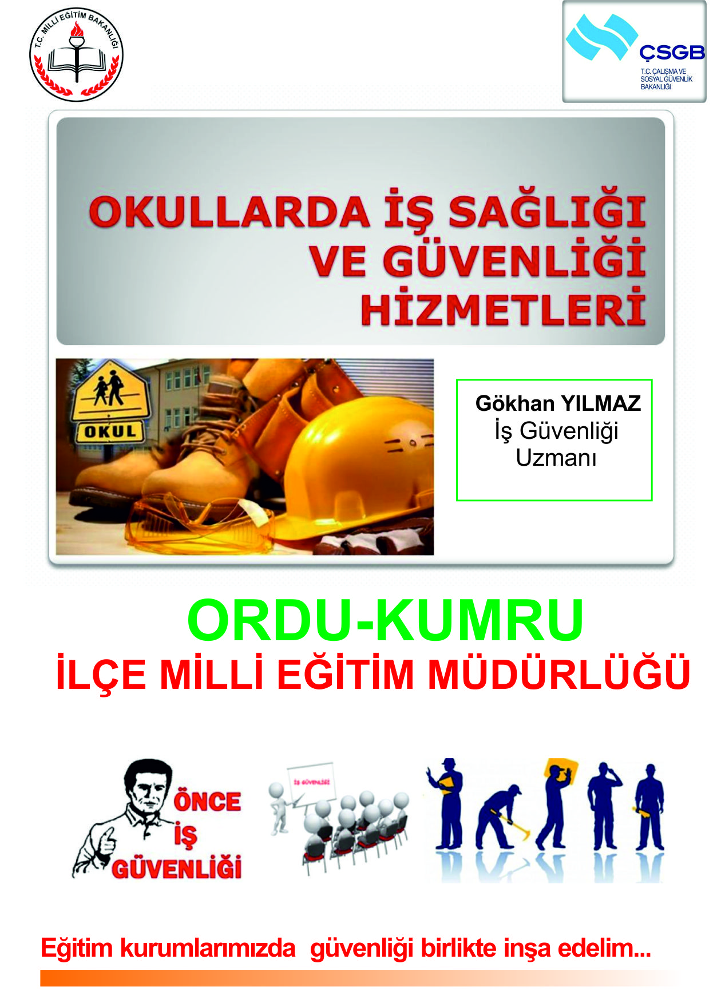 T.C. MİLLİ EĞİTİM BAKANLIĞI
ÇSGB
T.C. ÇALIŞMA VE
SOSYAL GÜVENLİK
BAKANLIĞI
OKULLARDA İŞ SAĞLIĞI
VE GÜVENLİĞİ
HİZMETLERİ
OKUL
Gökhan YILMAZ
İş Güvenliği
Uzmanı
ORDU-KUMRU
İLÇE MİLLİ EĞİTİM MÜDÜRLÜĞÜ
ÖNCE
İŞ
GÜVENLİĞİ
İŞ GÜVENLİĞİ
Eğitim kurumlarımızda güvenliği birlikte inşa edelim...